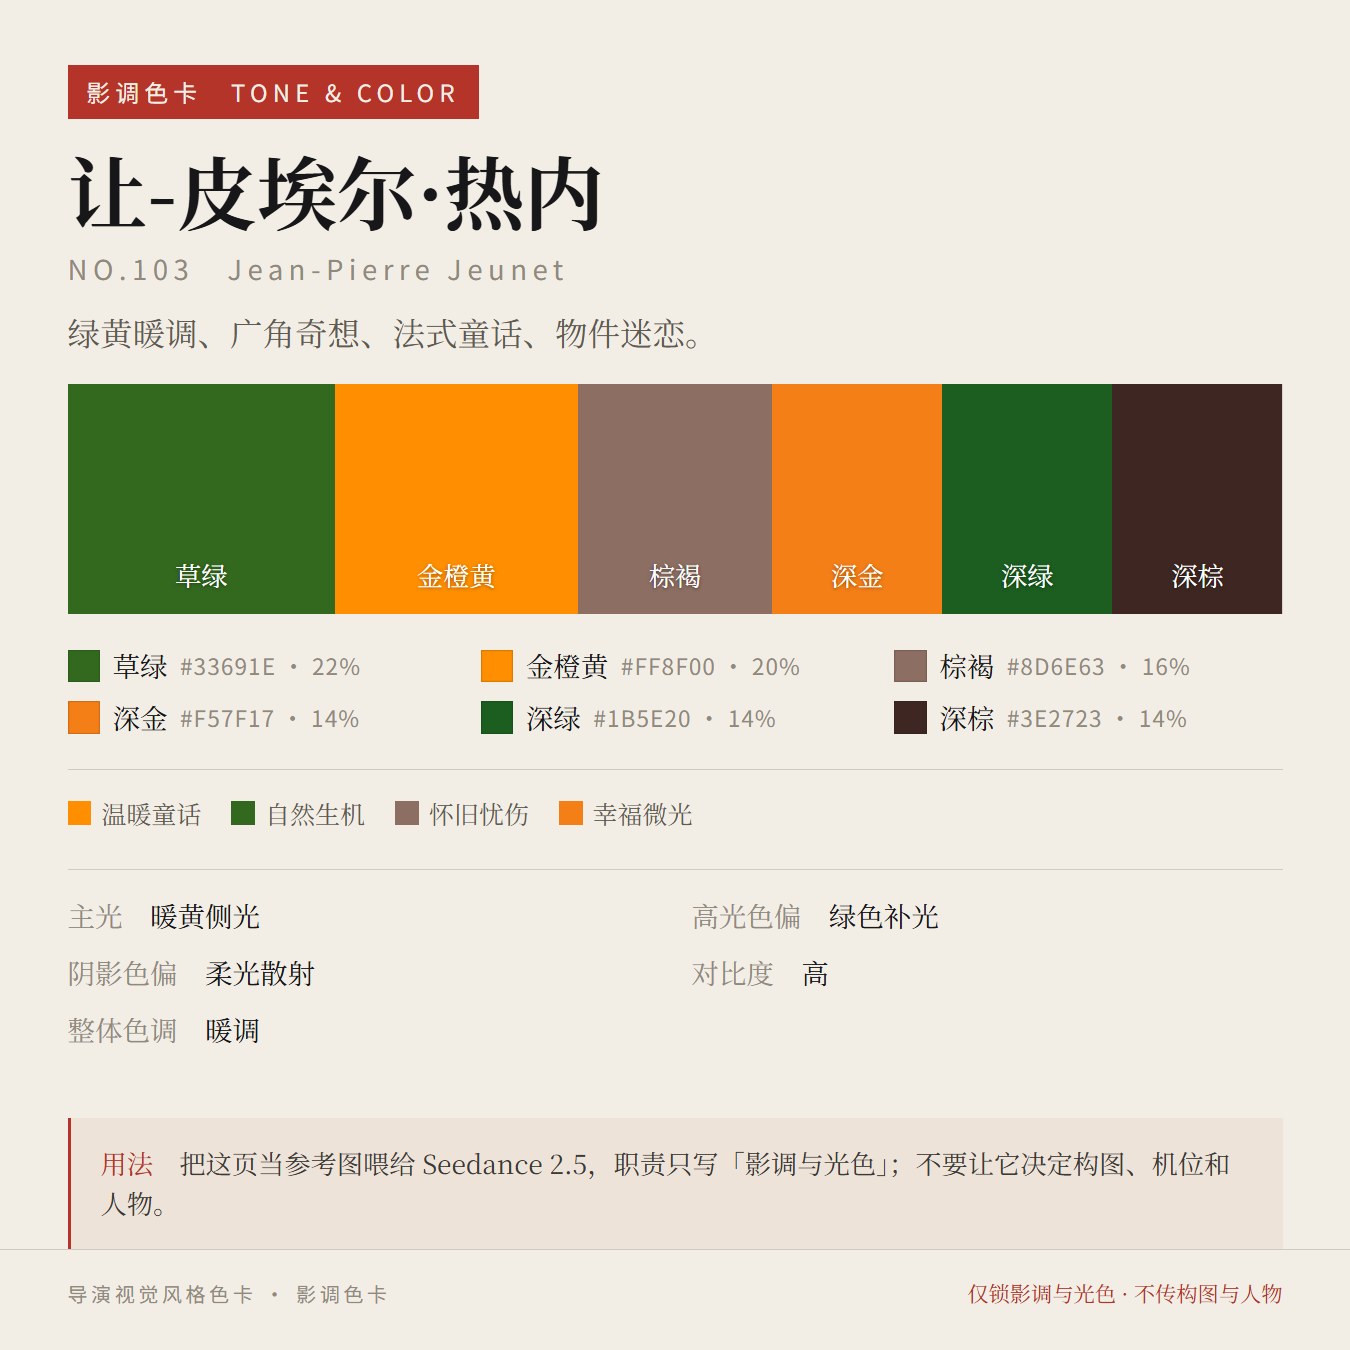 影调色卡 TONE & COLOR
让-皮埃尔·热内
NO.103 Jean-Pierre Jeunet
绿黄暖调、广角奇想、法式童话、物件迷恋。
草绿 金橙黄 棕褐 深金 深绿 深棕
草绿 #33691E • 22% 金橙黄 #FF8F00 • 20% 棕褐 #8D6E63 • 16%
深金 #F57F17 • 14% 深绿 #1B5E20 • 14% 深棕 #3E2723 • 14%
温暖童话 自然生机 怀旧忧伤 幸福微光
主光 暖黄侧光 高光色偏 绿色补光
阴影色偏 柔光散射 对比度 高
整体色调 暖调
用法 把这页当参考图喂给 Seedance 2.5，职责只写「影调与光色」；不要让它决定构图、机位和
人物。
导演视觉风格色卡 • 影调色卡 仅锁影调与光色 · 不传构图与人物